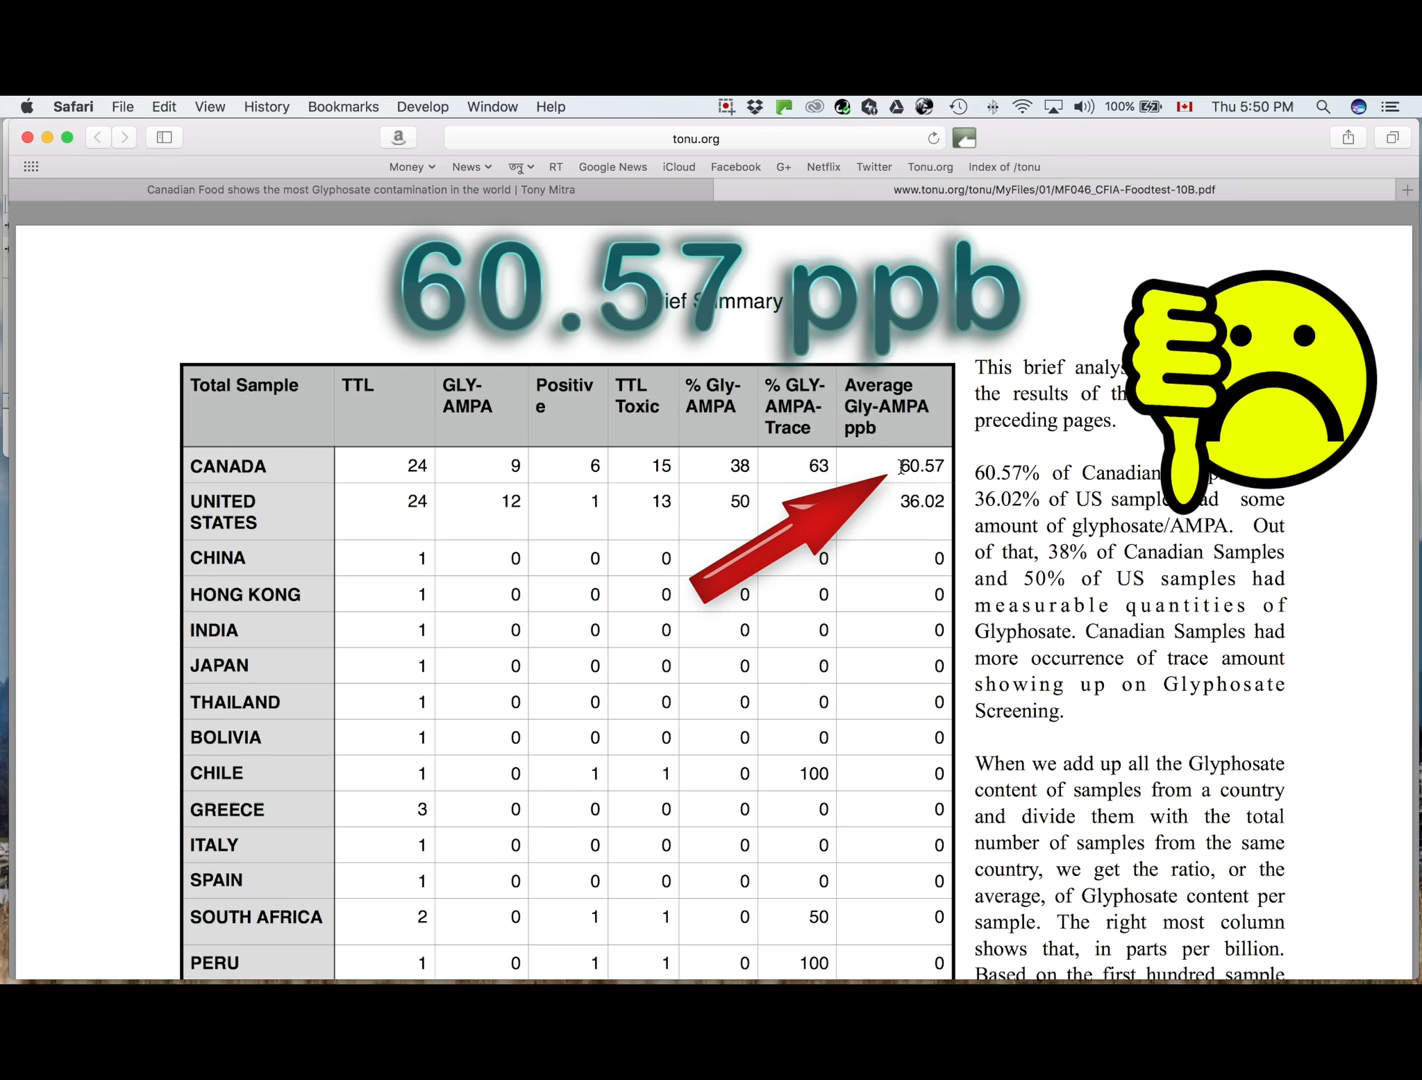 Safari File Edit View History Bookmarks Develop Window Help 100% Thu 5:50 PM
a tonu.org
Money News তনু RT Google News iCloud Facebook G+ Netflix Twitter Tonu.org Index of /tonu
Canadian Food shows the most Glyphosate contamination in the world | Tony Mitra www.tonu.org/tonu/MyFiles/01/MF046_CFIA-Foodtest-10B.pdf
60.57 ppb
Summary
Total Sample TTL GLY-AMPA Positive TTL Toxic % Gly-AMPA % GLY-AMPA-Trace Average Gly-AMPA ppb
CANADA 24 9 6 15 38 63 60.57
UNITED STATES 24 12 1 13 50 36.02
CHINA 1 0 0 0 0 0
HONG KONG 1 0 0 0 0 0 0
INDIA 1 0 0 0 0 0 0
JAPAN 1 0 0 0 0 0 0
THAILAND 1 0 0 0 0 0 0
BOLIVIA 1 0 0 0 0 0 0
CHILE 1 0 1 1 0 100 0
GREECE 3 0 0 0 0 0 0
ITALY 1 0 0 0 0 0 0
SPAIN 1 0 0 0 0 0 0
SOUTH AFRICA 2 0 1 1 0 50 0
PERU 1 0 1 1 0 100 0
This brief
the results of
preceding pages.
60.57% of Canadian
36.02% of US some
amount of glyphosate/AMPA. Out
of that, 38% of Canadian Samples
and 50% of US samples had
measurable quantities of
Glyphosate. Canadian Samples had
more occurrence of trace amount
showing up on Glyphosate
Screening.
When we add up all the Glyphosate
content of samples from a country
and divide them with the total
number of samples from the same
country, we get the ratio, or the
average, of Glyphosate content per
sample. The right most column
shows that, in parts per billion.
Based on the first hundred sample